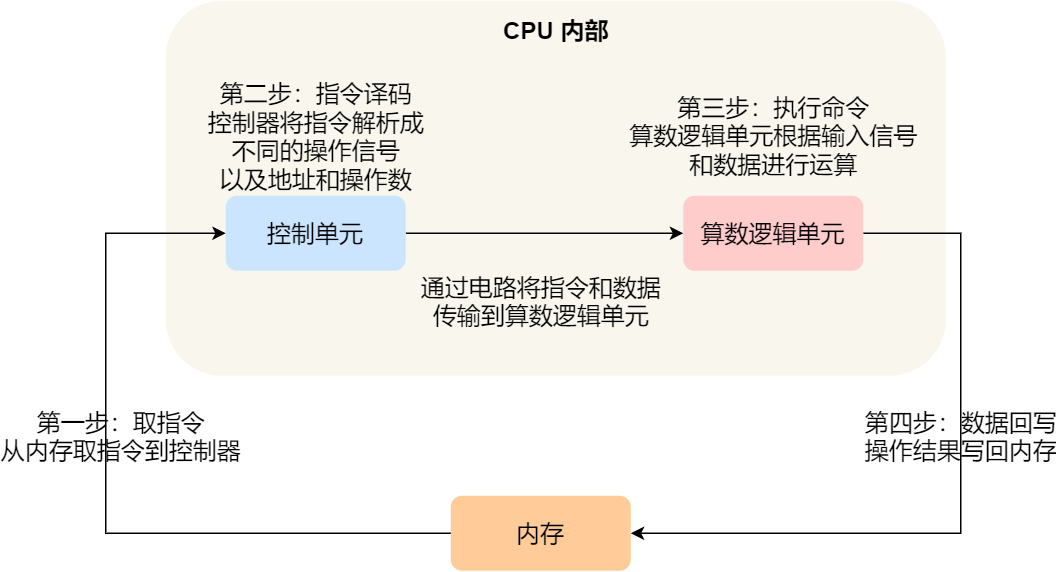 CPU 内部
第二步：指令译码
控制器将指令解析成
不同的操作信号
以及地址和操作数
第三步：执行命令
算数逻辑单元根据输入信号
和数据进行运算
控制单元
算数逻辑单元
通过电路将指令和数据
传输到算数逻辑单元
第一步：取指令
从内存取指令到控制器
第四步：数据回写
操作结果写回内存
内存